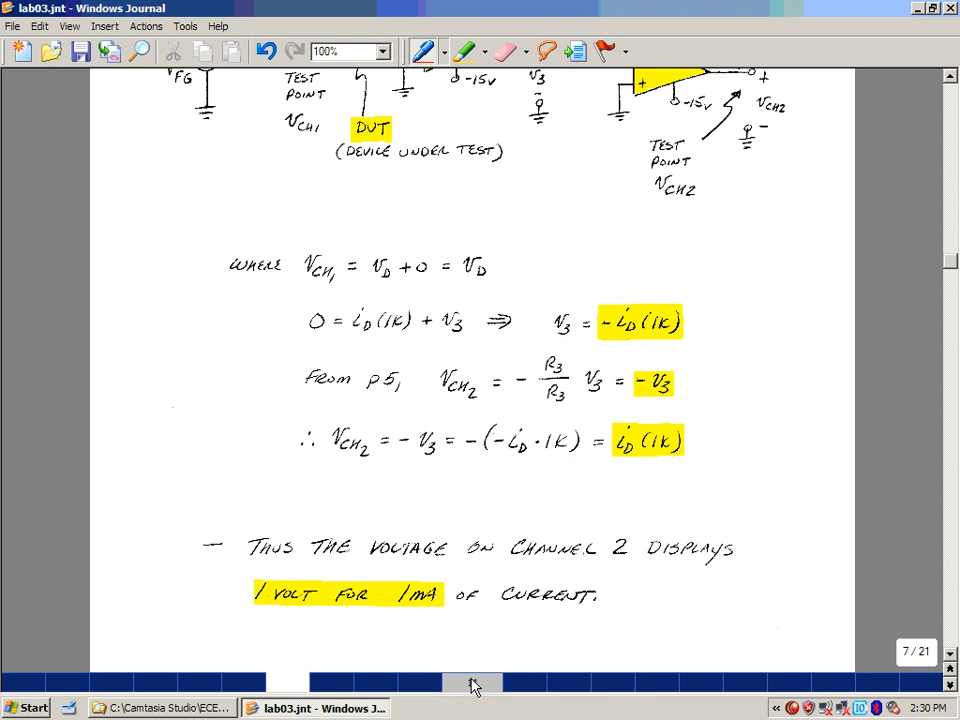 lab03.jnt - Windows Journal
File Edit View Insert Actions Tools Help
100%
VFG
TEST
POINT
VCH1
DUT
(DEVICE UNDER TEST)
-15V
V3
-
+
-15V
+
VCH2
-
TEST
POINT
VCH2
WHERE VCH1 = VD + 0 = VD
0 = iD(1K) + V3 ⇒ V3 = -iD(1K)
FROM P5, VCH2 = - R3/R3 V3 = -V3
∴ VCH2 = - V3 = -(-iD·1K) = iD(1K)
— THUS THE VOLTAGE ON CHANNEL 2 DISPLAYS
1 VOLT FOR 1mA OF CURRENT.
7 / 21
Start C:\Camtasia Studio\ECE... lab03.jnt - Windows J... 2:30 PM